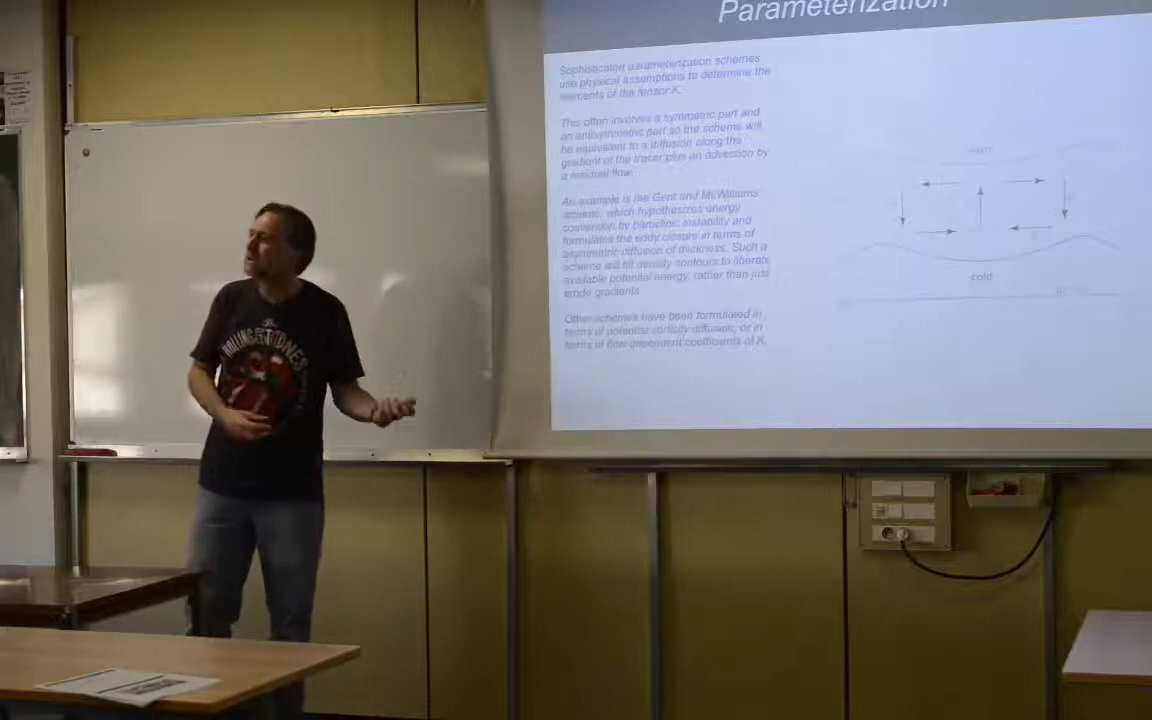 Parameterization
Sophisticated parameterization schemes
use physical assumptions to determine the
elements of the tensor K.
This often involves a symmetric part and
an antisymmetric part so the scheme will
be equivalent to a diffusion along the
gradient of the tracer plus an advection by
a residual flow.
An example is the Gent and McWilliams
scheme, which hypothesizes energy
conversion by baroclinic instability and
formulates the eddy closure in terms of
asymmetric diffusion of thickness. Such a
scheme will tilt density contours to liberate
available potential energy, rather than just
erode gradients.
Other schemes have been formulated in
terms of potential vorticity diffusion, or in
terms of flow dependent coefficients of K.
warm
cold
The
ROLLING STONES